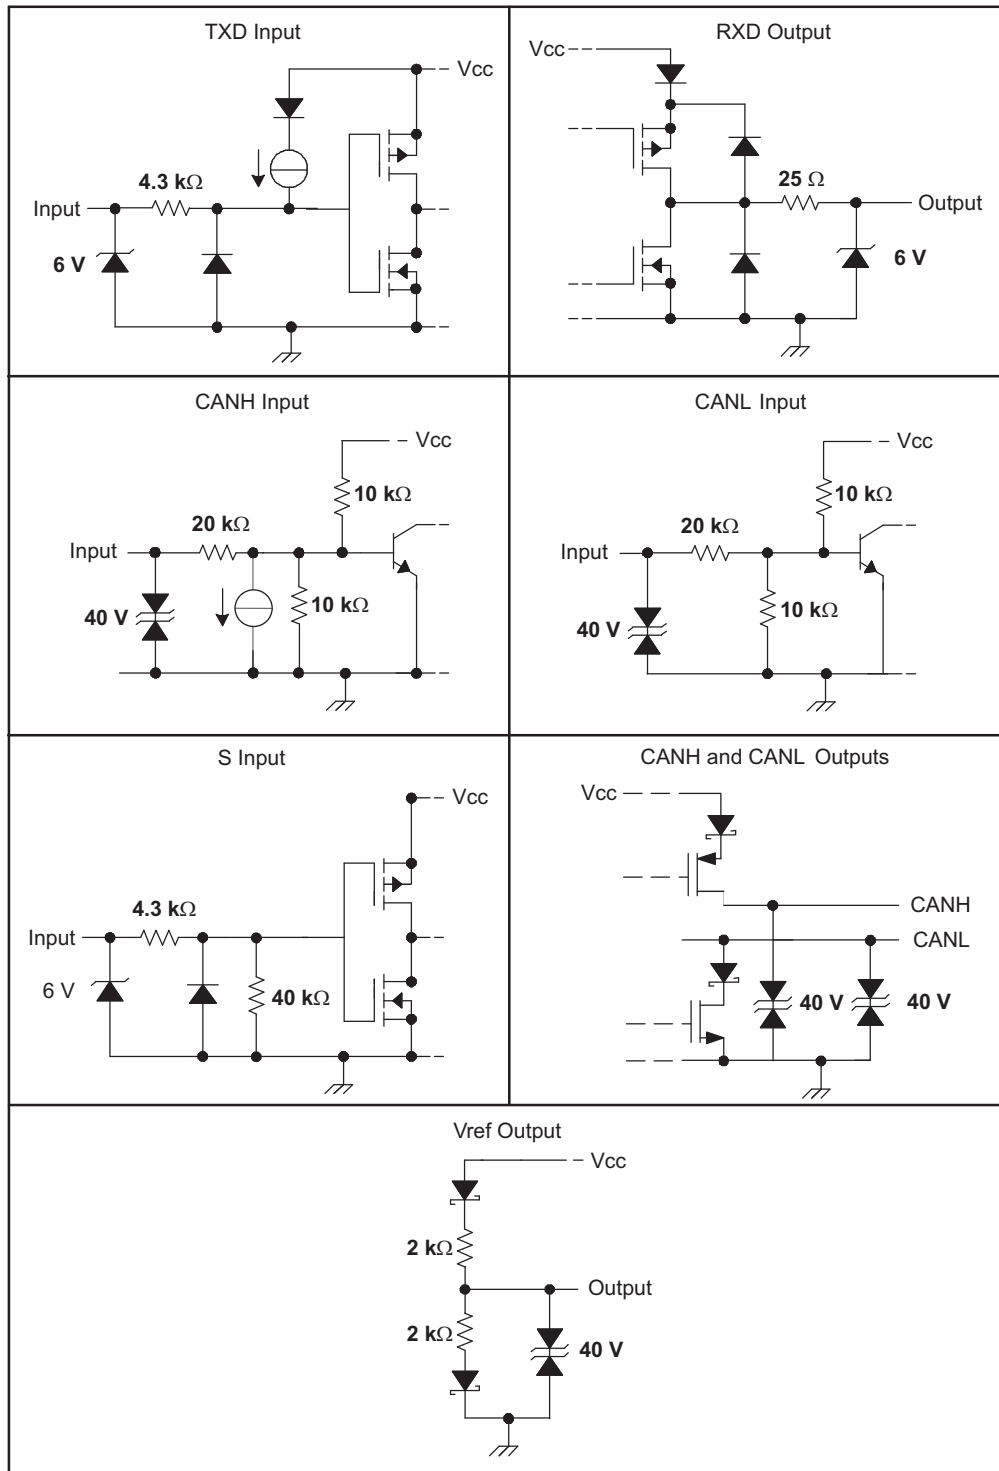 TXD Input
Vcc
4.3 kΩ
Input
6 V
RXD Output
Vcc
25 Ω
Output
6 V
CANH Input
Vcc
10 kΩ
20 kΩ
Input
10 kΩ
40 V
CANL Input
Vcc
10 kΩ
20 kΩ
Input
10 kΩ
40 V
S Input
Vcc
4.3 kΩ
Input
6 V
40 kΩ
CANH and CANL Outputs
Vcc
CANH
CANL
40 V
40 V
Vref Output
Vcc
2 kΩ
Output
2 kΩ
40 V